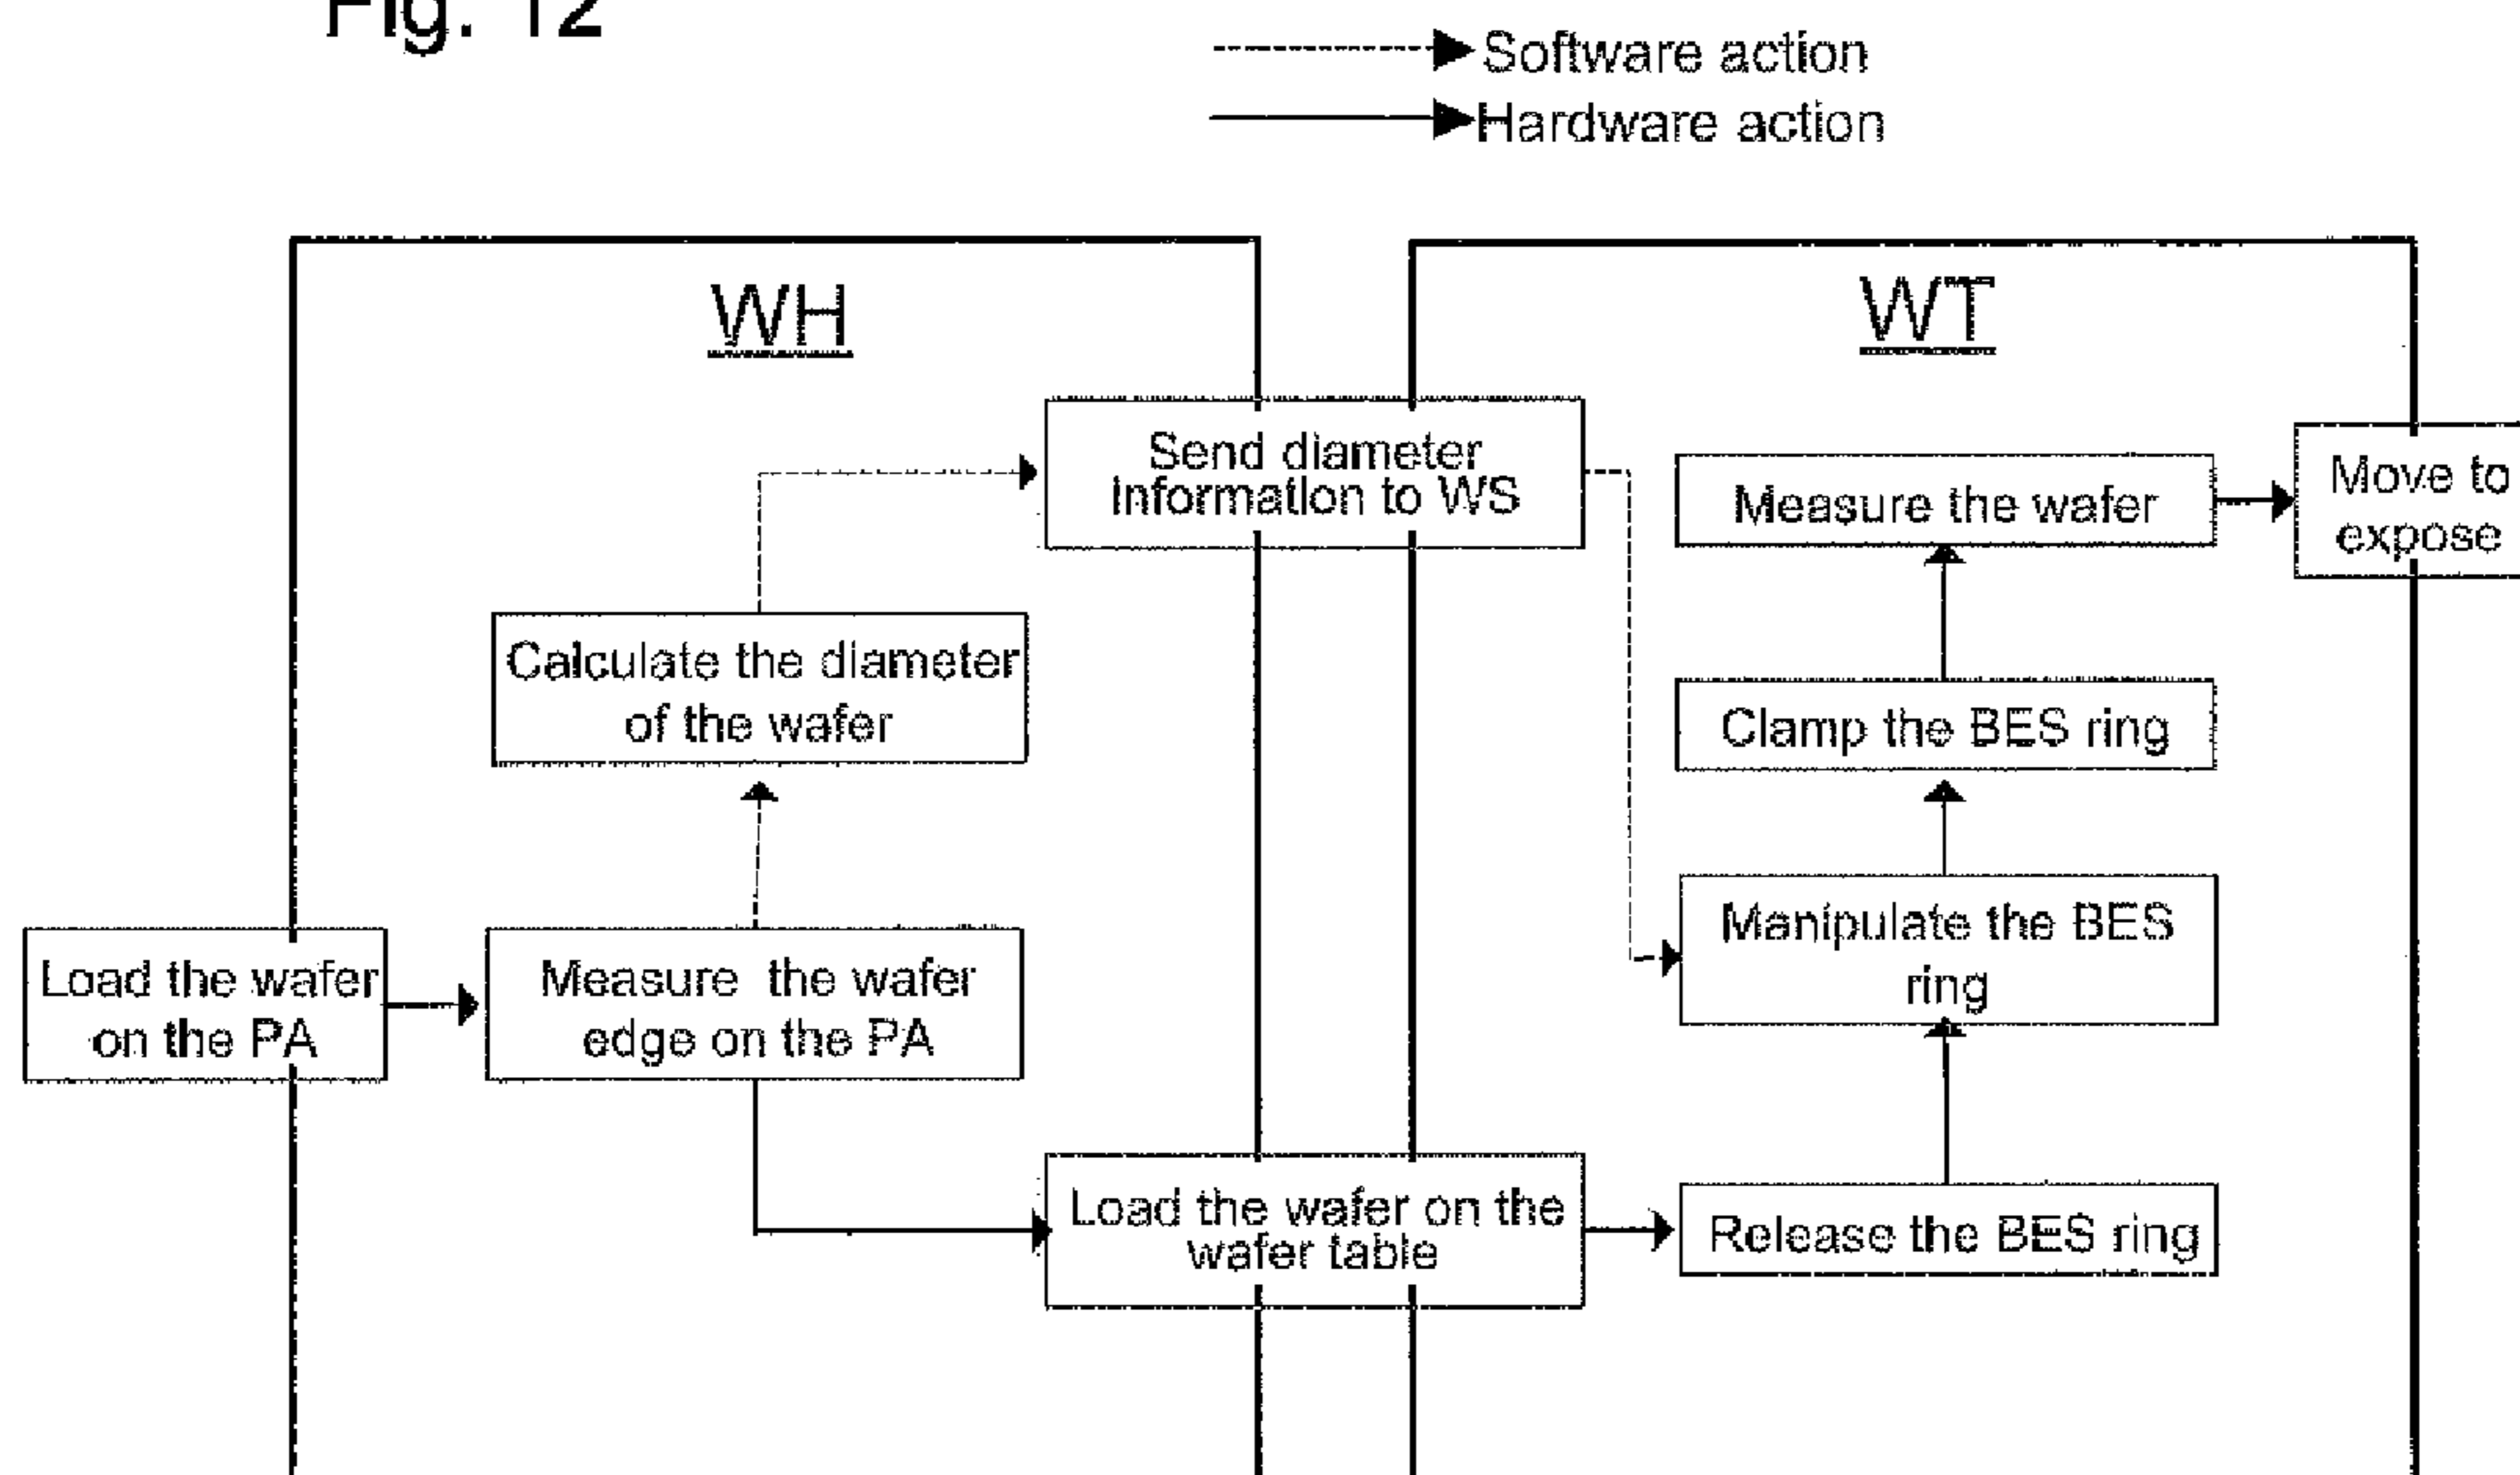 Fig. 12
Software action
Hardware action
WH
WT
Send diameter
Information to WS
Measure the wafer
Move to
expose
Calculate the diameter
of the wafer
Clamp the BES ring
Load the wafer
on the PA
Measure the wafer
edge on the PA
Manipulate the BES
ring
Load the wafer on the
wafer table
Release the BES ring